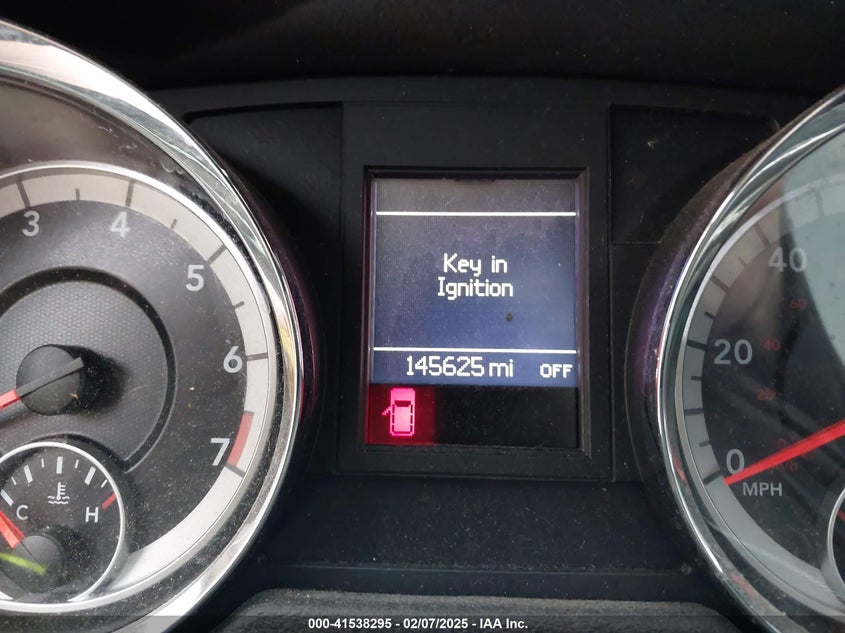 3 4 5 6 7
C H
Key in
Ignition
145625 mi OFF
40
20
0
MPH
000-41538295 - 02/07/2025 - IAA Inc.